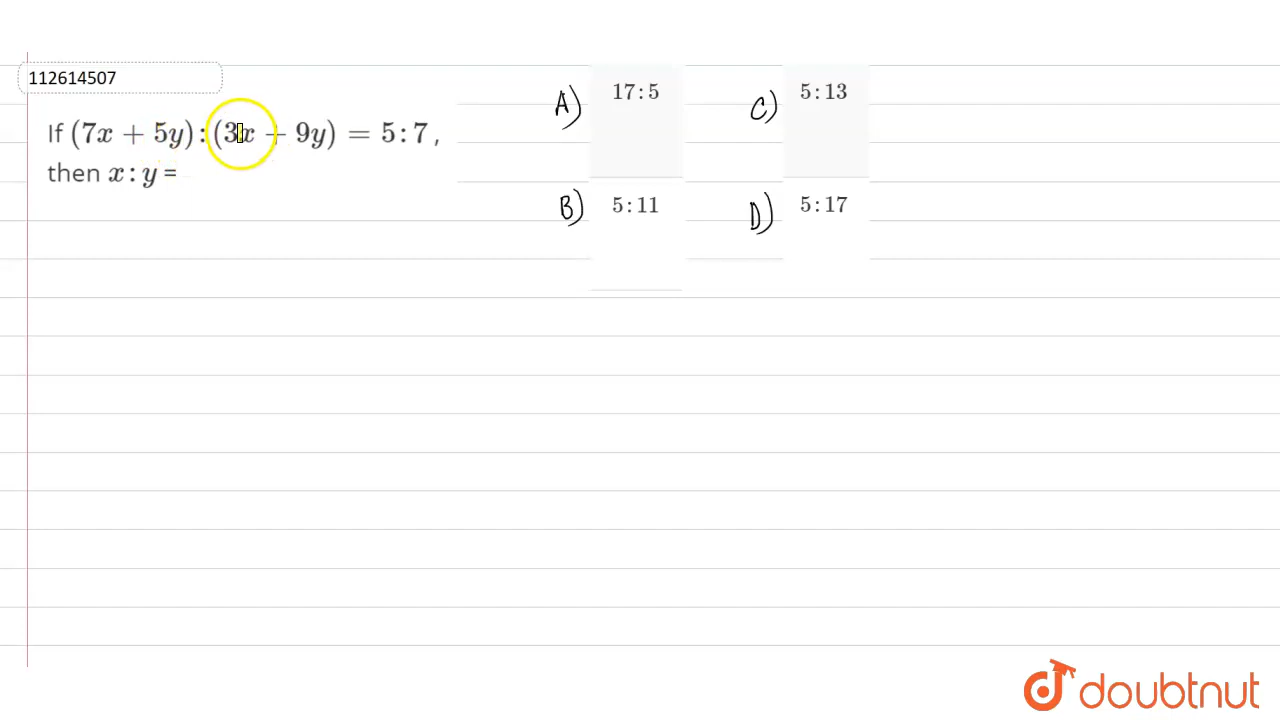 112614507
If (7x + 5y) : (3x + 9y) = 5 : 7 ,
then x : y =
A) 17 : 5
B) 5 : 11
C) 5 : 13
D) 5 : 17
doubtnut